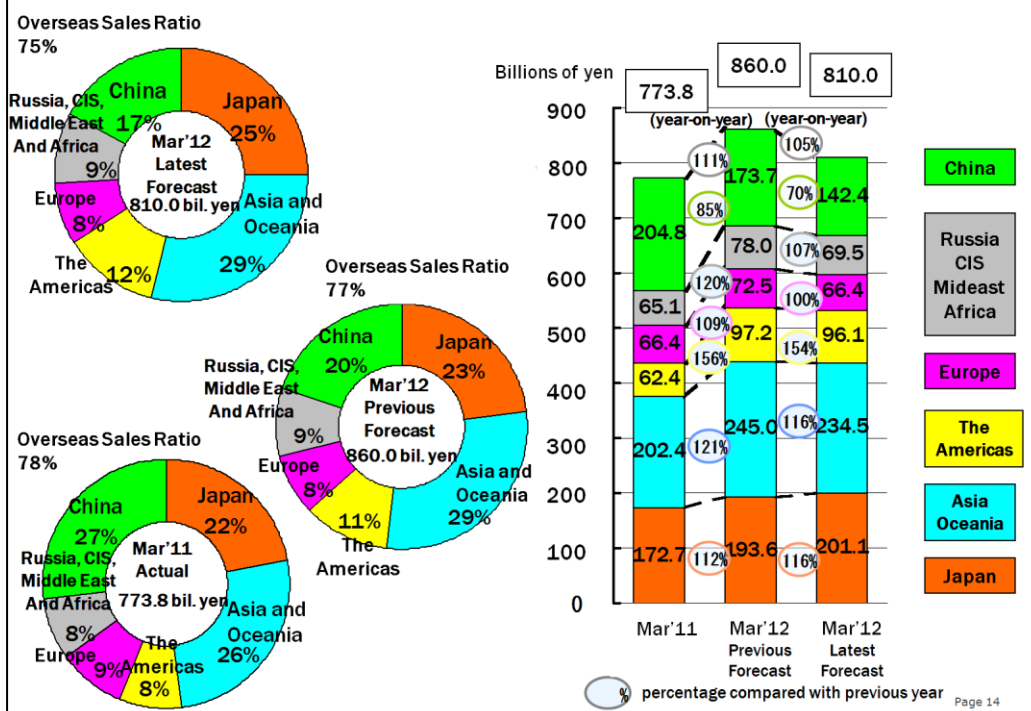 Overseas Sales Ratio
75%
China
17%
Japan
25%
Russia, CIS,
Middle East
And Africa
9%
Mar'12
Latest
Forecast
810.0 bil. yen
Europe
8%
Asia and
Oceania
29%
The
Americas
12%
Overseas Sales Ratio
77%
China
20%
Japan
23%
Russia, CIS,
Middle East
And Africa
9%
Mar'12
Previous
Forecast
860.0 bil. yen
Europe
8%
Asia and
Oceania
29%
11%
The
Americas
Overseas Sales Ratio
78%
China
27%
Japan
22%
Russia, CIS,
Middle East
And Africa
8%
Mar'11
Actual
773.8 bil. yen
Europe
9%
Asia and
Oceania
26%
The
Americas
8%
Billions of yen
773.8
860.0
810.0
(year-on-year)
(year-on-year)
900
800
700
600
500
400
300
200
100
0
204.8
65.1
66.4
62.4
202.4
172.7
111%
85%
120%
109%
156%
121%
112%
173.7
78.0
72.5
97.2
245.0
193.6
105%
70%
107%
100%
154%
116%
116%
142.4
69.5
66.4
96.1
234.5
201.1
Mar'11
Mar'12
Previous
Forecast
Mar'12
Latest
Forecast
China
Russia
CIS
Mideast
Africa
Europe
The
Americas
Asia
Oceania
Japan
% percentage compared with previous year
Page 14